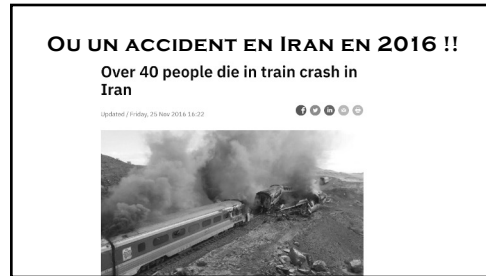 OU UN ACCIDENT EN IRAN EN 2016 !!
Over 40 people die in train crash in
Iran
Updated / Friday, 25 Nov 2016 16:22